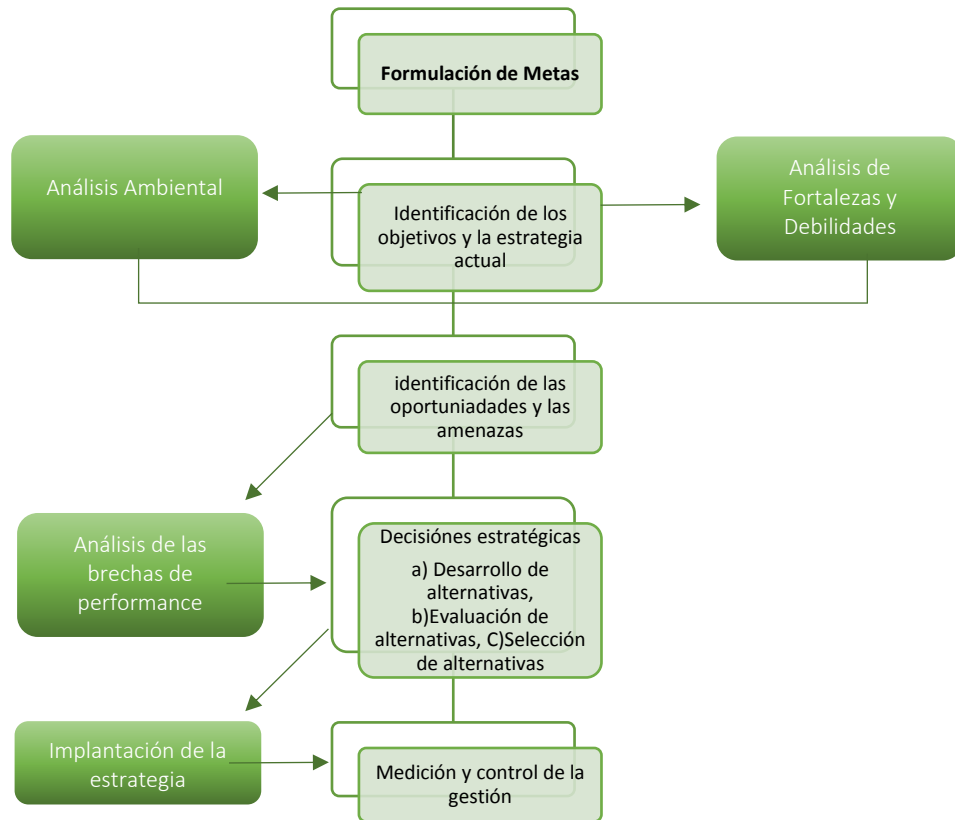 Formulación de Metas
Análisis Ambiental
Identificación de los
objetivos y la estrategia
actual
Análisis de
Fortalezas y
Debilidades
identificación de las
oportuniadades y las
amenazas
Análisis de las
brechas de
performance
Decisiónes estratégicas
a) Desarrollo de
alternativas,
b)Evaluación de
alternativas, C)Selección
de alternativas
Implantación de la
estrategia
Medición y control de la
gestión